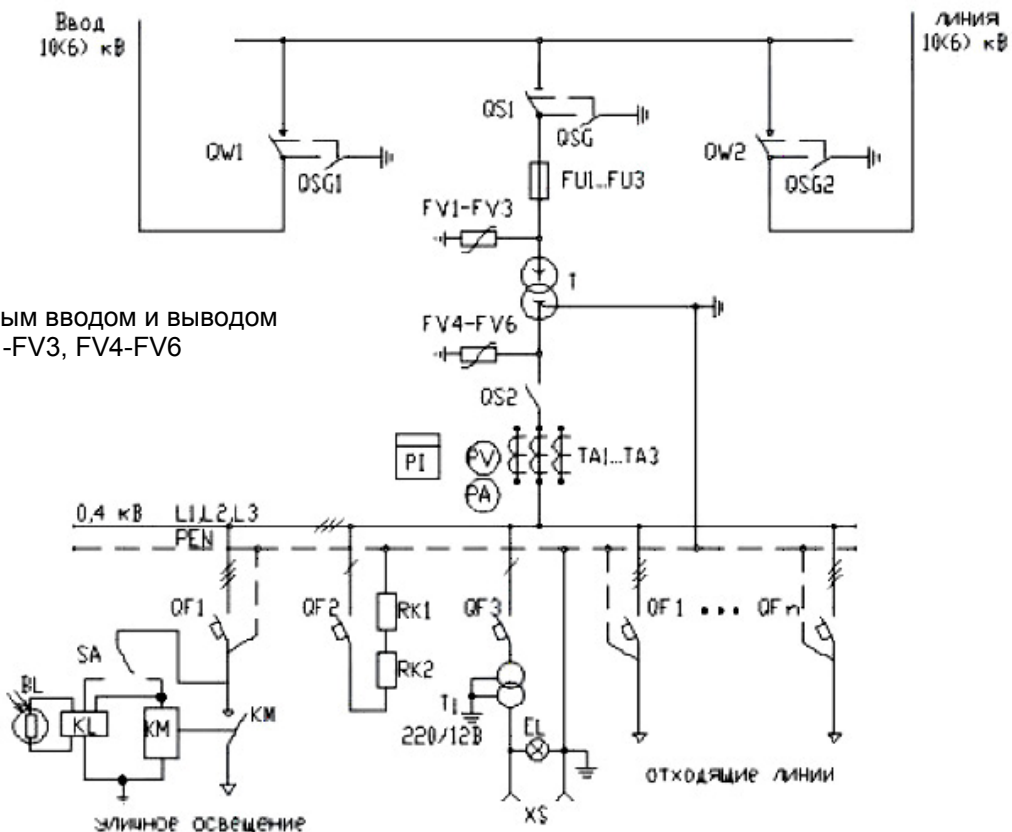 Ввод
10(6) кВ
линия
10(6) кВ
QS1
QSG
QW1
QSG1
QW2
QSG2
FU1...FU3
FV1-FV3
T
ым вводом и выводом
-FV3, FV4-FV6
FV4-FV6
QS2
PI
PV
TA1...TA3
PA
0,4 кВ
L1,L2,L3
PEN
QF1
QF2
RK1
QF3
QF1 ... QFn
SA
RK2
BL
KL
KM
KM
T1
220/12В
EL
отходящие линии
XS
уличное освещение